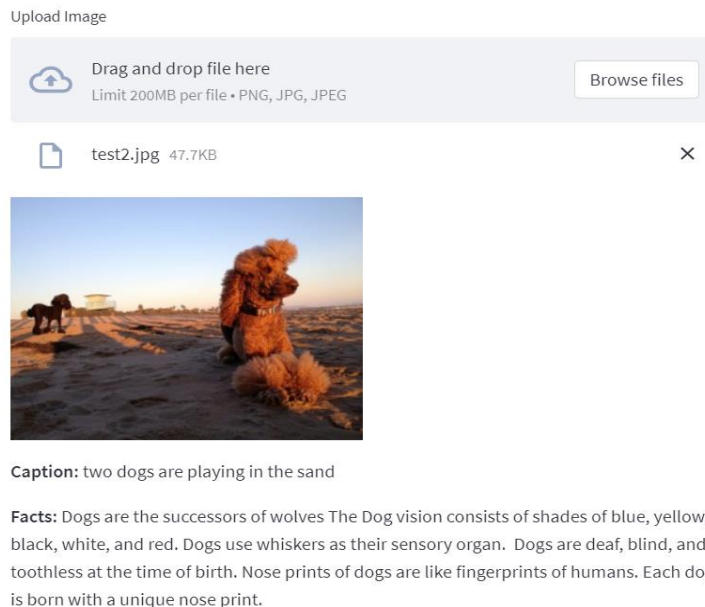 Upload Image
Drag and drop file here
Limit 200MB per file • PNG, JPG, JPEG
Browse files
test2.jpg 47.7KB
Caption: two dogs are playing in the sand
Facts: Dogs are the successors of wolves The Dog vision consists of shades of blue, yellow
black, white, and red. Dogs use whiskers as their sensory organ. Dogs are deaf, blind, and
toothless at the time of birth. Nose prints of dogs are like fingerprints of humans. Each do
is born with a unique nose print.